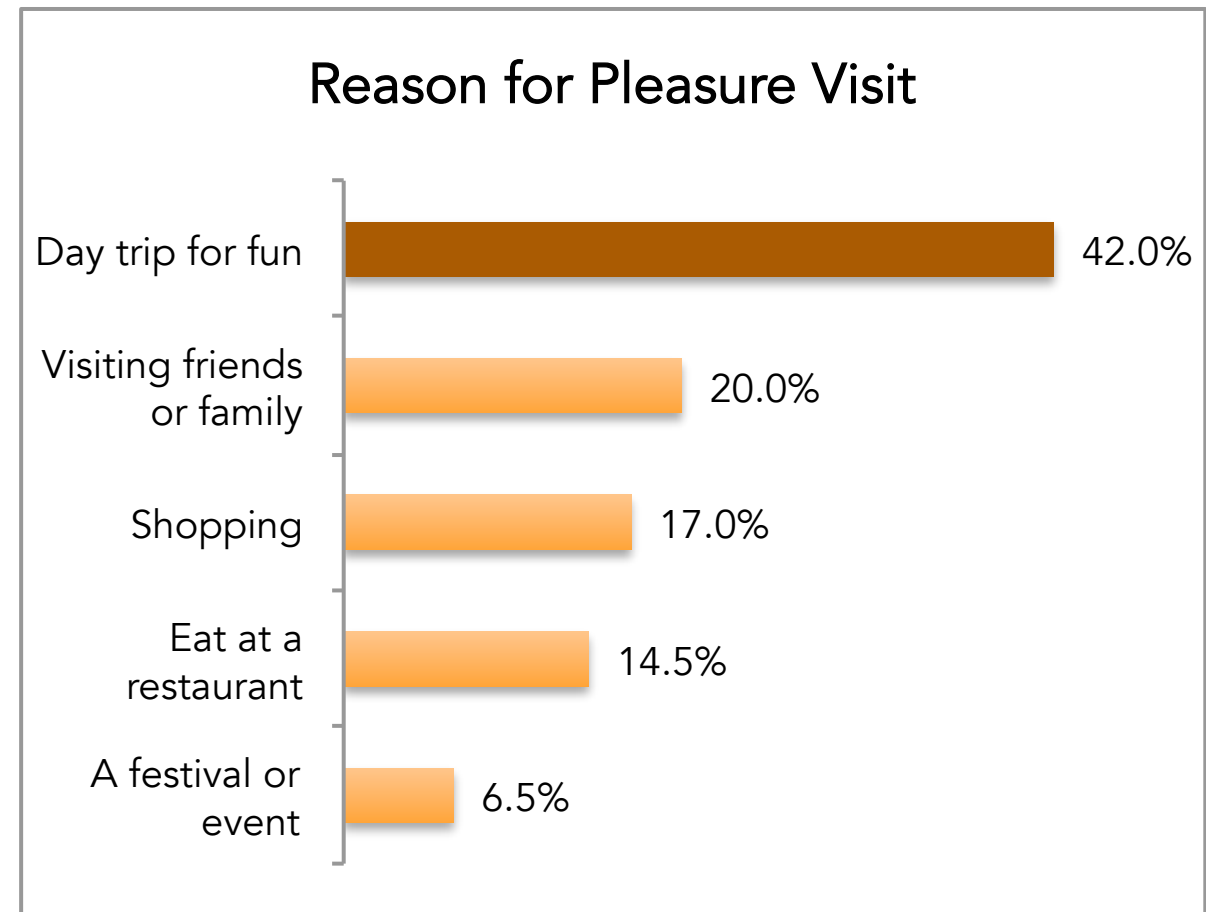 Reason for Pleasure Visit
Day trip for fun
42.0%
Visiting friends
or family
20.0%
Shopping
17.0%
Eat at a
restaurant
14.5%
A festival or
event
6.5%